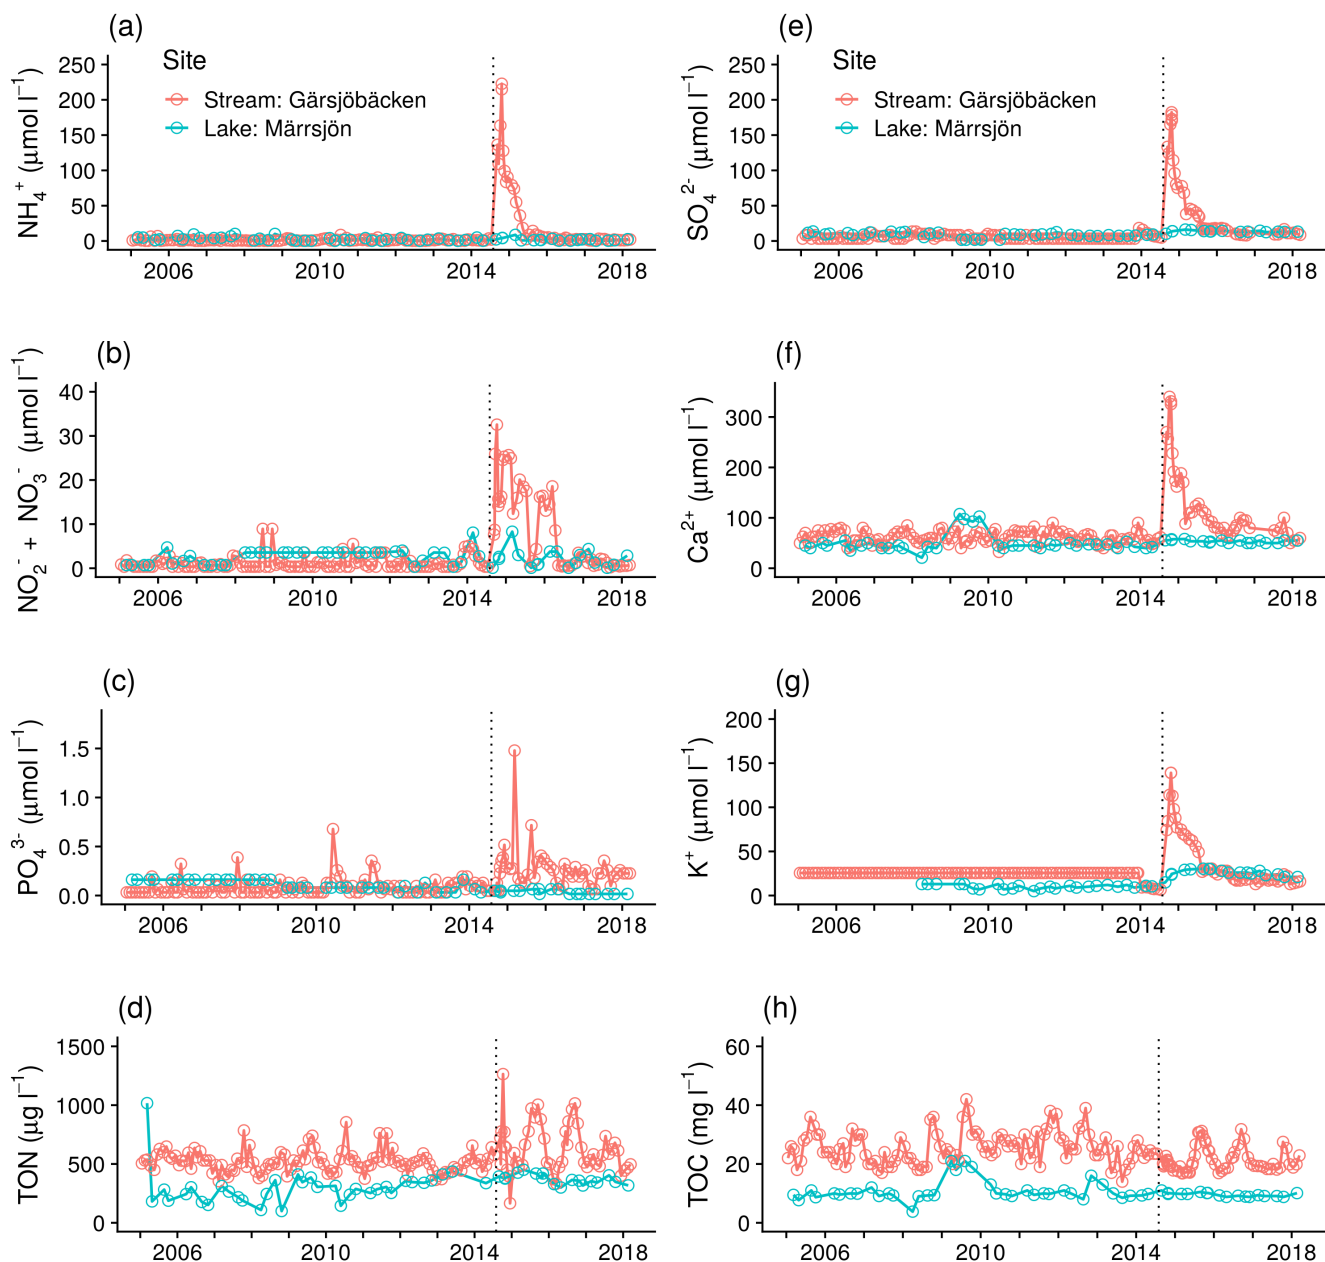 (a)
Site
Stream: Gärsjöbäcken
Lake: Märrsjön
NH₄⁺ (μmol l⁻¹)
250
200
150
100
50
0
2006 2010 2014 2018
(e)
Site
Stream: Gärsjöbäcken
Lake: Märrsjön
SO₄²⁻ (μmol l⁻¹)
250
200
150
100
50
0
2006 2010 2014 2018
(b)
NO₂⁻ + NO₃⁻ (μmol l⁻¹)
40
30
20
10
0
2006 2010 2014 2018
(f)
Ca²⁺ (μmol l⁻¹)
300
200
100
0
2006 2010 2014 2018
(c)
PO₄³⁻ (μmol l⁻¹)
1.5
1.0
0.5
0.0
2006 2010 2014 2018
(g)
K⁺ (μmol l⁻¹)
200
150
100
50
0
2006 2010 2014 2018
(d)
TON (μg l⁻¹)
1500
1000
500
0
2006 2010 2014 2018
(h)
TOC (mg l⁻¹)
60
40
20
0
2006 2010 2014 2018